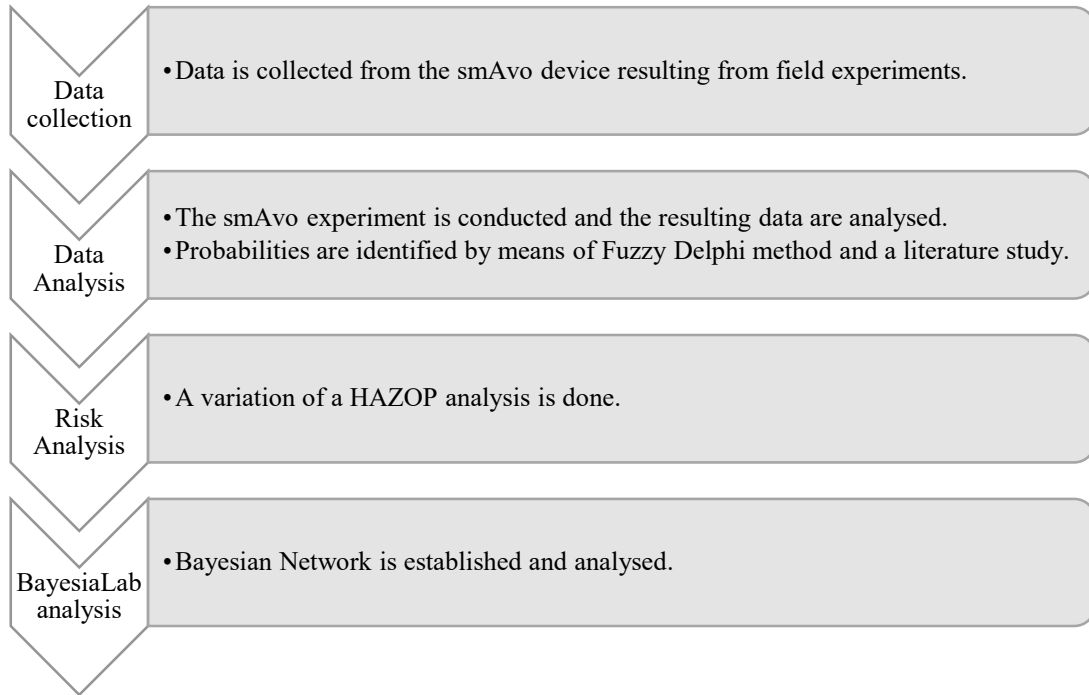 Data
collection
•Data is collected from the smAvo device resulting from field experiments.
Data
Analysis
•The smAvo experiment is conducted and the resulting data are analysed.
•Probabilities are identified by means of Fuzzy Delphi method and a literature study.
Risk
Analysis
•A variation of a HAZOP analysis is done.
BayesiaLab
analysis
•Bayesian Network is established and analysed.